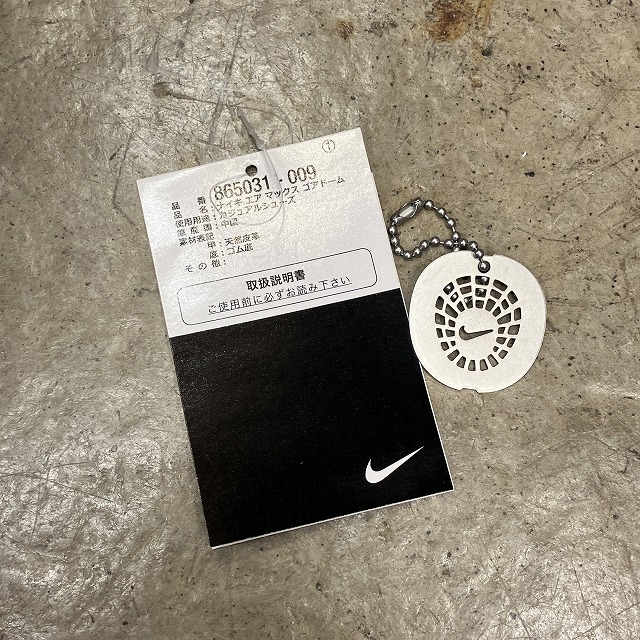 ①
品番 865031-009
品名：ナイキ エア マックス ゴアドーム
使用用途：カジュアルシューズ
原産国：中国
素材表記
甲：天然皮革
底：ゴム底
その他：
取扱説明書
ご使用前に必ずお読み下さい